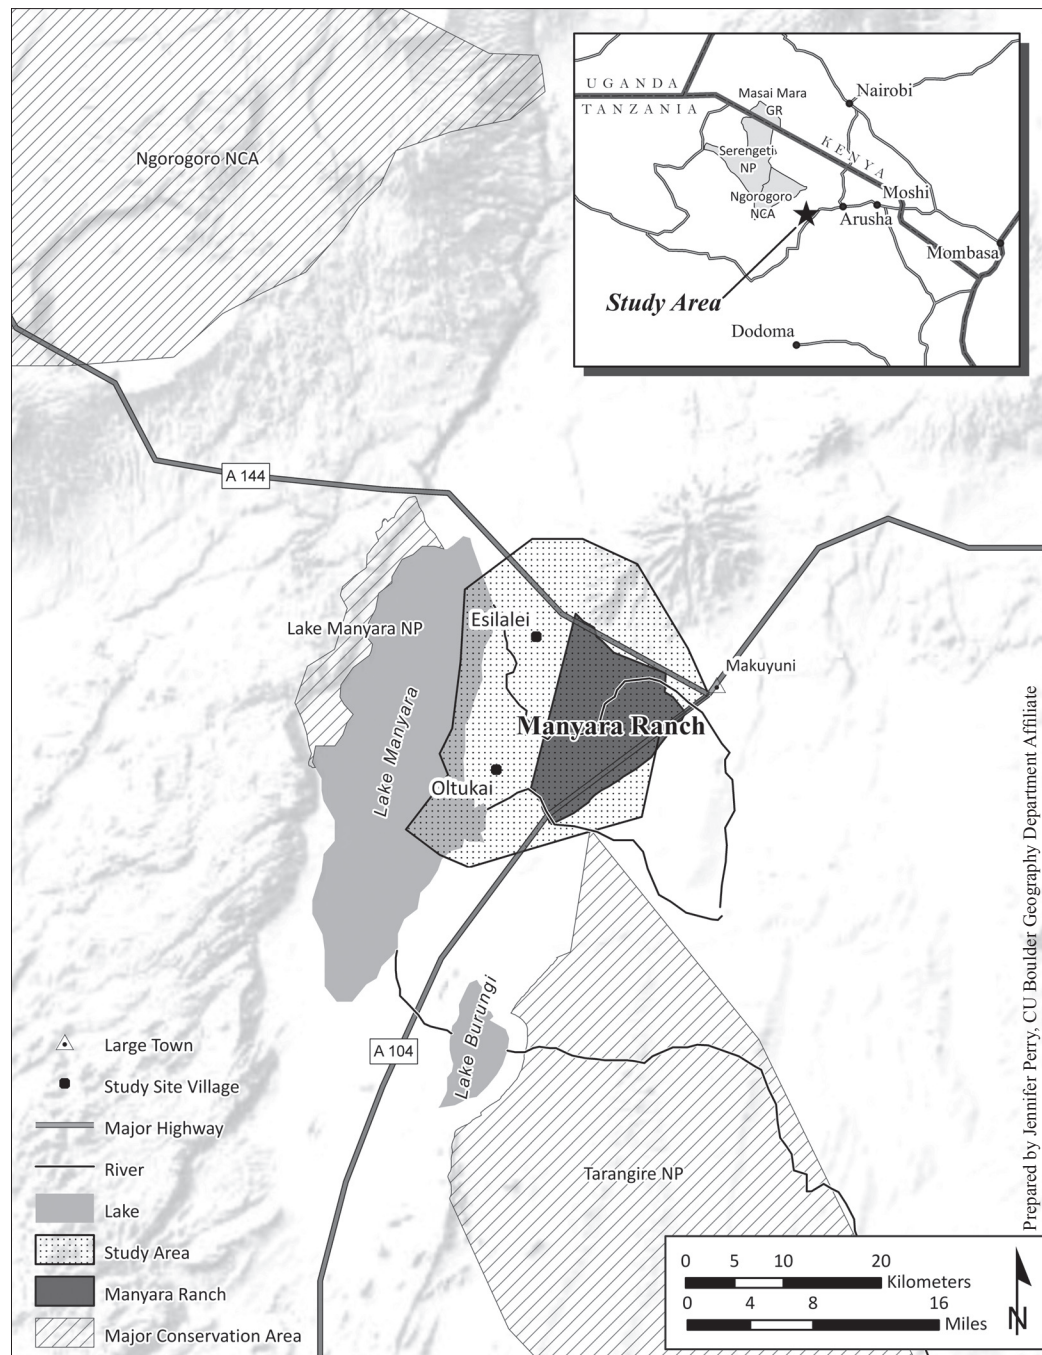 Ngorogoro NCA
UGANDA
TANZANIA
Masai Mara
GR
Nairobi
KENYA
Serengeti
NP
Ngorogoro
NCA
Moshi
Arusha
Mombasa
Study Area
Dodoma
A 144
Lake Manyara NP
Esilalei
Makuyuni
Manyara Ranch
Lake Manyara
Oltukai
Lake Burungi
A 104
Tarangire NP
Large Town
Study Site Village
Major Highway
River
Lake
Study Area
Manyara Ranch
Major Conservation Area
0 5 10 20
Kilometers
0 4 8 16
Miles
N
Prepared by Jennifer Perry, CU Boulder Geography Department Affiliate